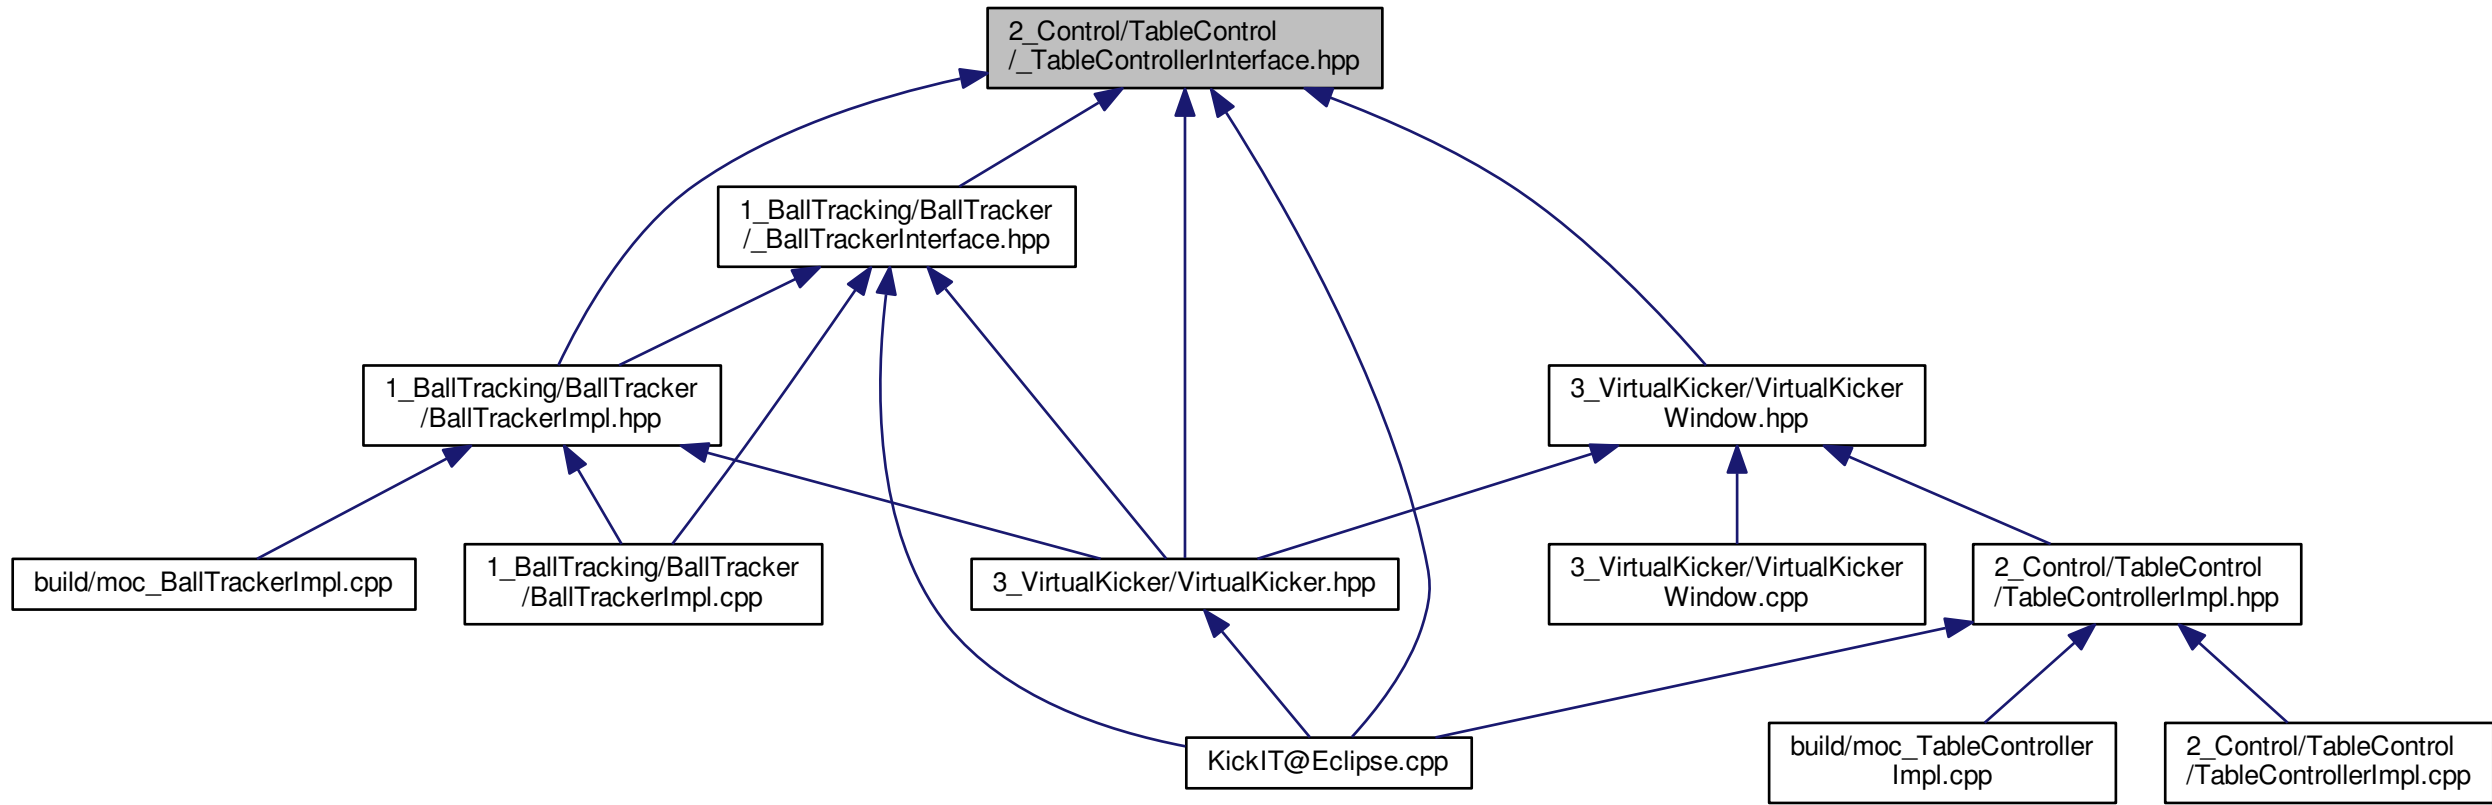 2_Control/TableControl
/_TableControllerInterface.hpp
1_BallTracking/BallTracker
/_BallTrackerInterface.hpp
1_BallTracking/BallTracker
/BallTrackerImpl.hpp
3_VirtualKicker/VirtualKicker
Window.hpp
build/moc_BallTrackerImpl.cpp
1_BallTracking/BallTracker
/BallTrackerImpl.cpp
3_VirtualKicker/VirtualKicker.hpp
3_VirtualKicker/VirtualKicker
Window.cpp
2_Control/TableControl
/TableControllerImpl.hpp
KickIT@Eclipse.cpp
build/moc_TableController
Impl.cpp
2_Control/TableControl
/TableControllerImpl.cpp